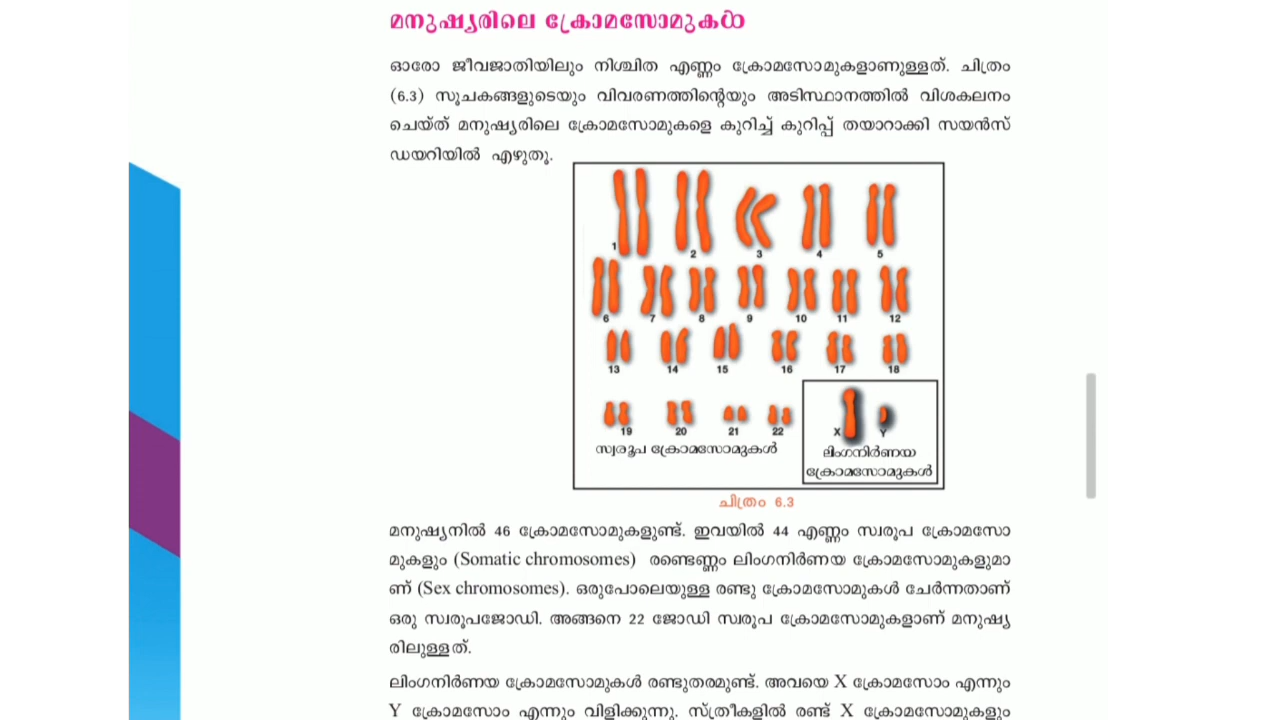 മനുഷ്യരിലെ ക്രോമസോമുകൾ
ഓരോ ജീവജാതിയിലും നിശ്ചിത എണ്ണം ക്രോമസോമുകളാണുള്ളത്. ചിത്രം
(6.3) സൂചകങ്ങളുടെയും വിവരണത്തിന്റെയും അടിസ്ഥാനത്തിൽ വിശകലനം
ചെയ്ത് മനുഷ്യരിലെ ക്രോമസോമുകളെ കുറിച്ച് കുറിപ്പ് തയാറാക്കി സയൻസ്
ഡയറിയിൽ എഴുതൂ.
1 2 3 4 5
6 7 8 9 10 11 12
13 14 15 16 17 18
19 20 21 22
X Y
സ്വരൂപ ക്രോമസോമുകൾ
ലിംഗനിർണയ
ക്രോമസോമുകൾ
ചിത്രം 6.3
മനുഷ്യനിൽ 46 ക്രോമസോമുകളുണ്ട്. ഇവയിൽ 44 എണ്ണം സ്വരൂപ ക്രോമസോ
മുകളും (Somatic chromosomes) രണ്ടെണ്ണം ലിംഗനിർണയ ക്രോമസോമുകളുമാ
ണ് (Sex chromosomes). ഒരുപോലെയുള്ള രണ്ടു ക്രോമസോമുകൾ ചേർന്നതാണ്
ഒരു സ്വരൂപജോഡി. അങ്ങനെ 22 ജോഡി സ്വരൂപ ക്രോമസോമുകളാണ് മനുഷ്യ
രിലുള്ളത്.
ലിംഗനിർണയ ക്രോമസോമുകൾ രണ്ടുതരമുണ്ട്. അവയെ X ക്രോമസോം എന്നും
Y ക്രോമസോം എന്നും വിളിക്കുന്നു. സ്ത്രീകളിൽ രണ്ട് X ക്രോമസോമുകളും